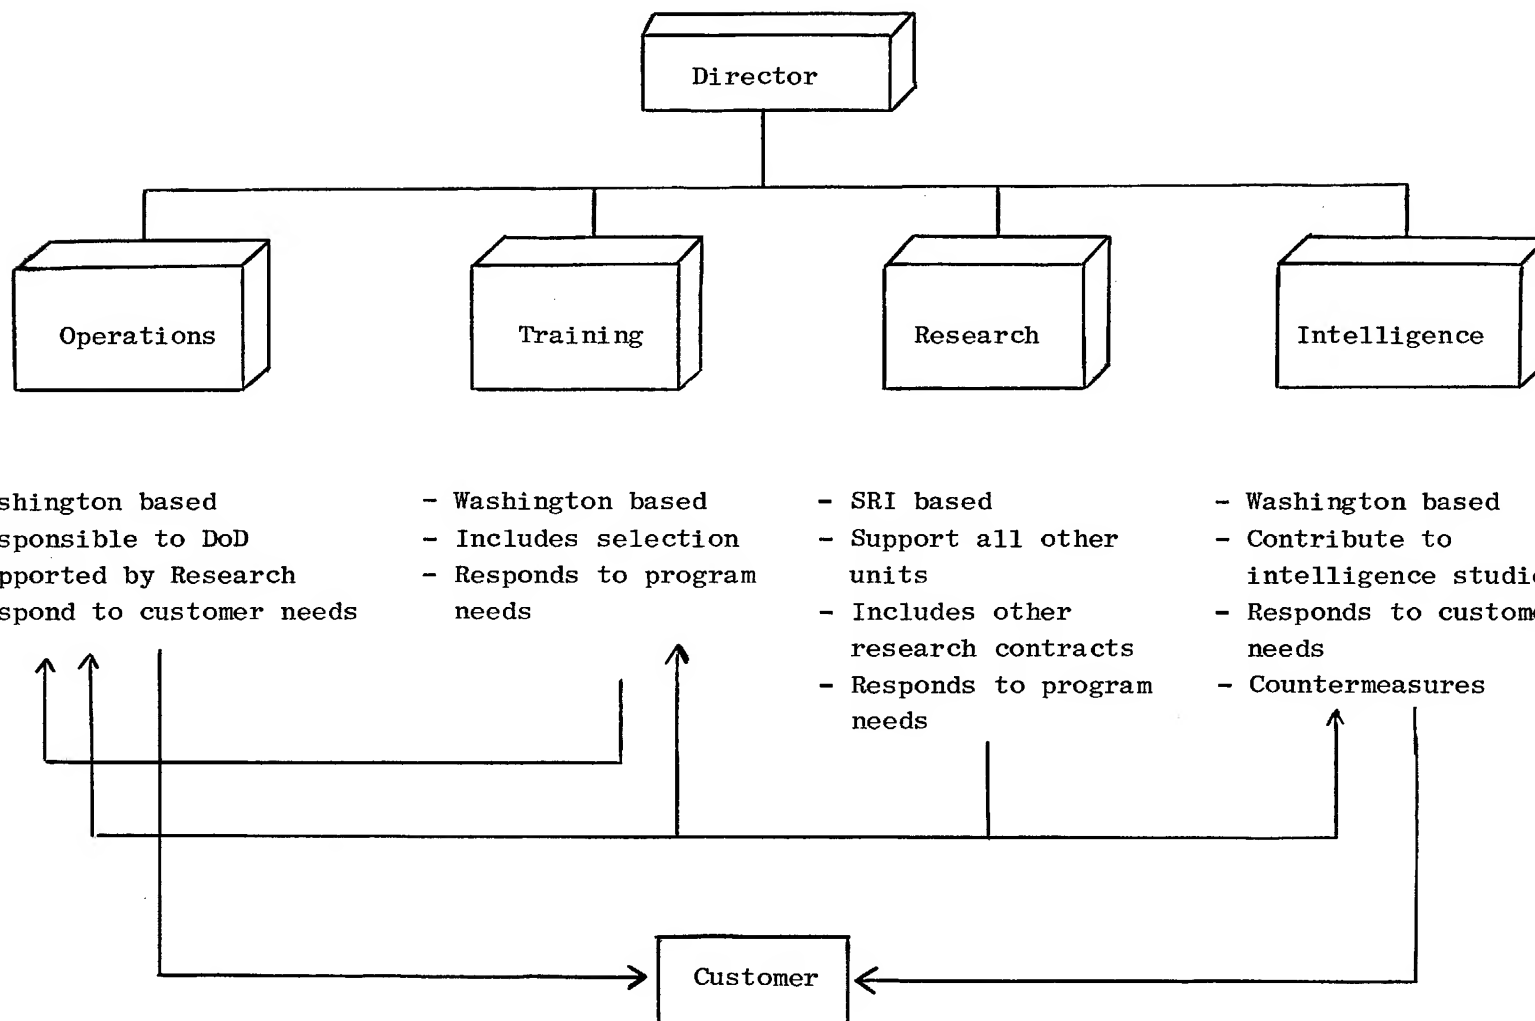 Director
Operations
Training
Research
Intelligence
shington based
sponsible to DoD
pported by Research
spond to customer needs
- Washington based
- Includes selection
- Responds to program
needs
- SRI based
- Support all other
units
- Includes other
research contracts
- Responds to program
needs
- Washington based
- Contribute to
intelligence studi
- Responds to custom
needs
- Countermeasures
Customer